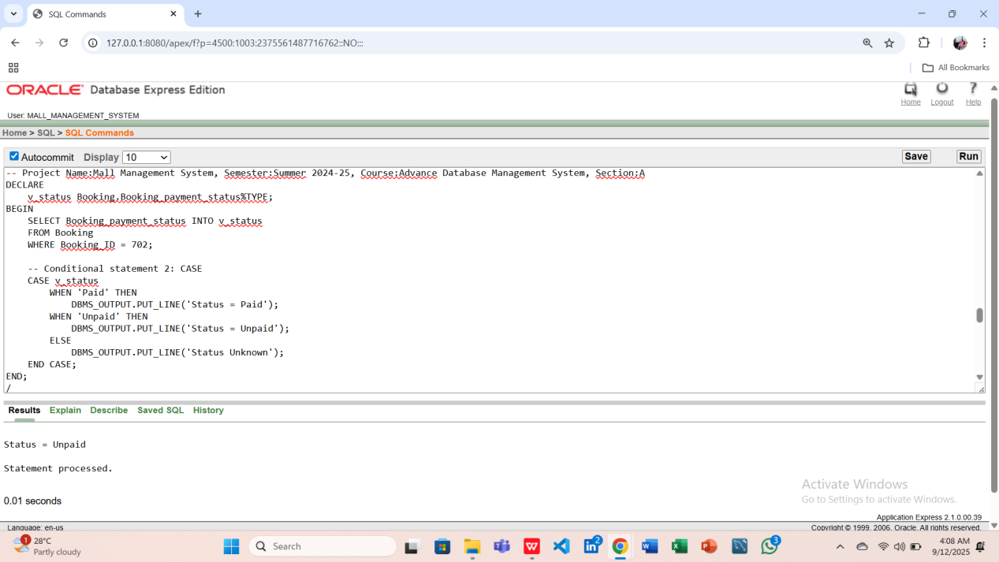 SQL Commands
127.0.0.1:8080/apex/f?p=4500:1003:2375561487716762::NO:::
All Bookmarks
ORACLE Database Express Edition
Home Logout Help
User: MALL_MANAGEMENT_SYSTEM
Home > SQL > SQL Commands
Autocommit Display 10 Save Run
-- Project Name:Mall Management System, Semester:Summer 2024-25, Course:Advance Database Management System, Section:A
DECLARE
v_status Booking.Booking_payment_status%TYPE;
BEGIN
SELECT Booking_payment_status INTO v_status
FROM Booking
WHERE Booking_ID = 702;
-- Conditional statement 2: CASE
CASE v_status
WHEN 'Paid' THEN
DBMS_OUTPUT.PUT_LINE('Status = Paid');
WHEN 'Unpaid' THEN
DBMS_OUTPUT.PUT_LINE('Status = Unpaid');
ELSE
DBMS_OUTPUT.PUT_LINE('Status Unknown');
END CASE;
END;
/
Results Explain Describe Saved SQL History
Status = Unpaid
Statement processed.
0.01 seconds
Activate Windows
Go to Settings to activate Windows.
Application Express 2.1.0.00.39
Language: en-us Copyright © 1999, 2006, Oracle. All rights reserved.
1 28°C
Partly cloudy
Search
2
3
4:08 AM
9/12/2025